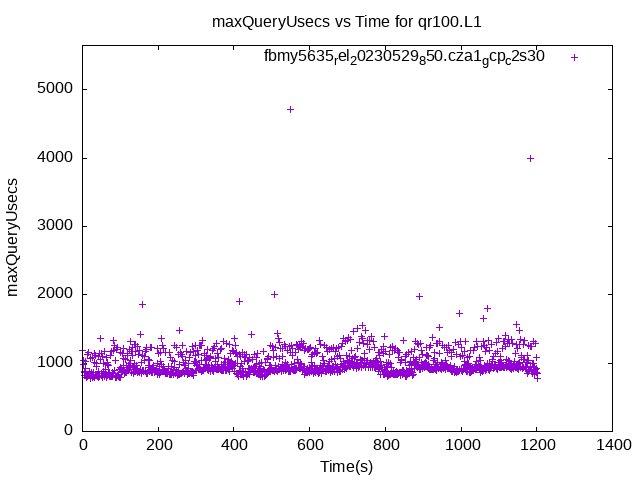 maxQueryUsecs vs Time for qr100.L1
fbmy5635rel20230529850.cza1gcpc2s30
5000
4000
3000
2000
1000
0
maxQueryUsecs
0 200 400 600 800 1000 1200 1400
Time(s)